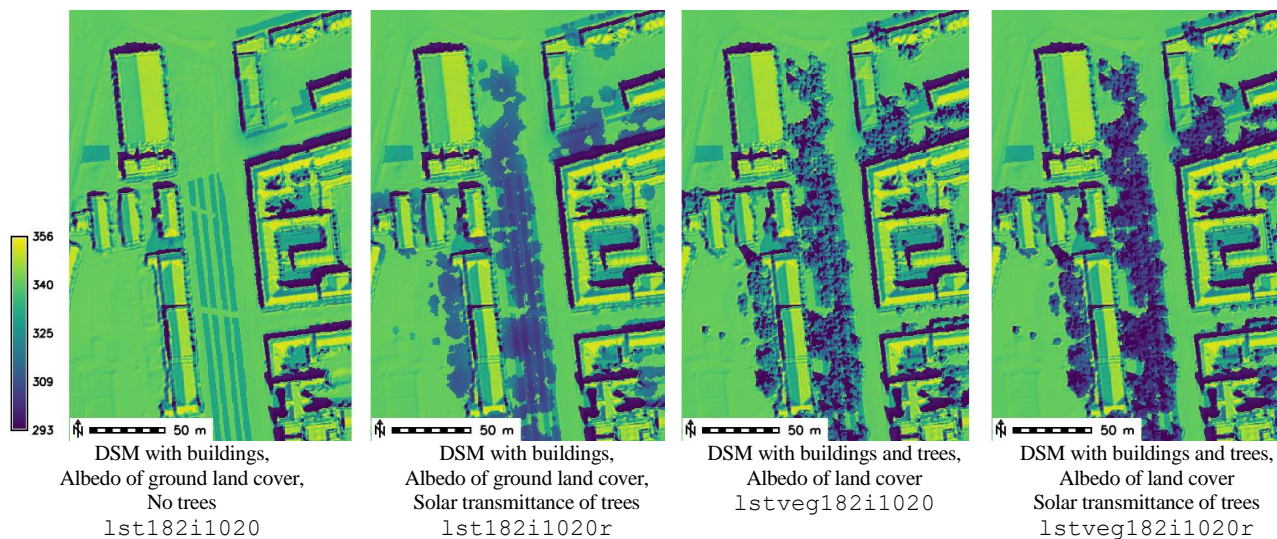 356
340
325
309
293
N 50 m
N 50 m
N 50 m
N 50 m
DSM with buildings,
Albedo of ground land cover,
No trees
lst182i1020
DSM with buildings,
Albedo of ground land cover,
Solar transmittance of trees
lst182i1020r
DSM with buildings and trees,
Albedo of land cover
lstveg182i1020
DSM with buildings and trees,
Albedo of land cover
Solar transmittance of trees
lstveg182i1020r